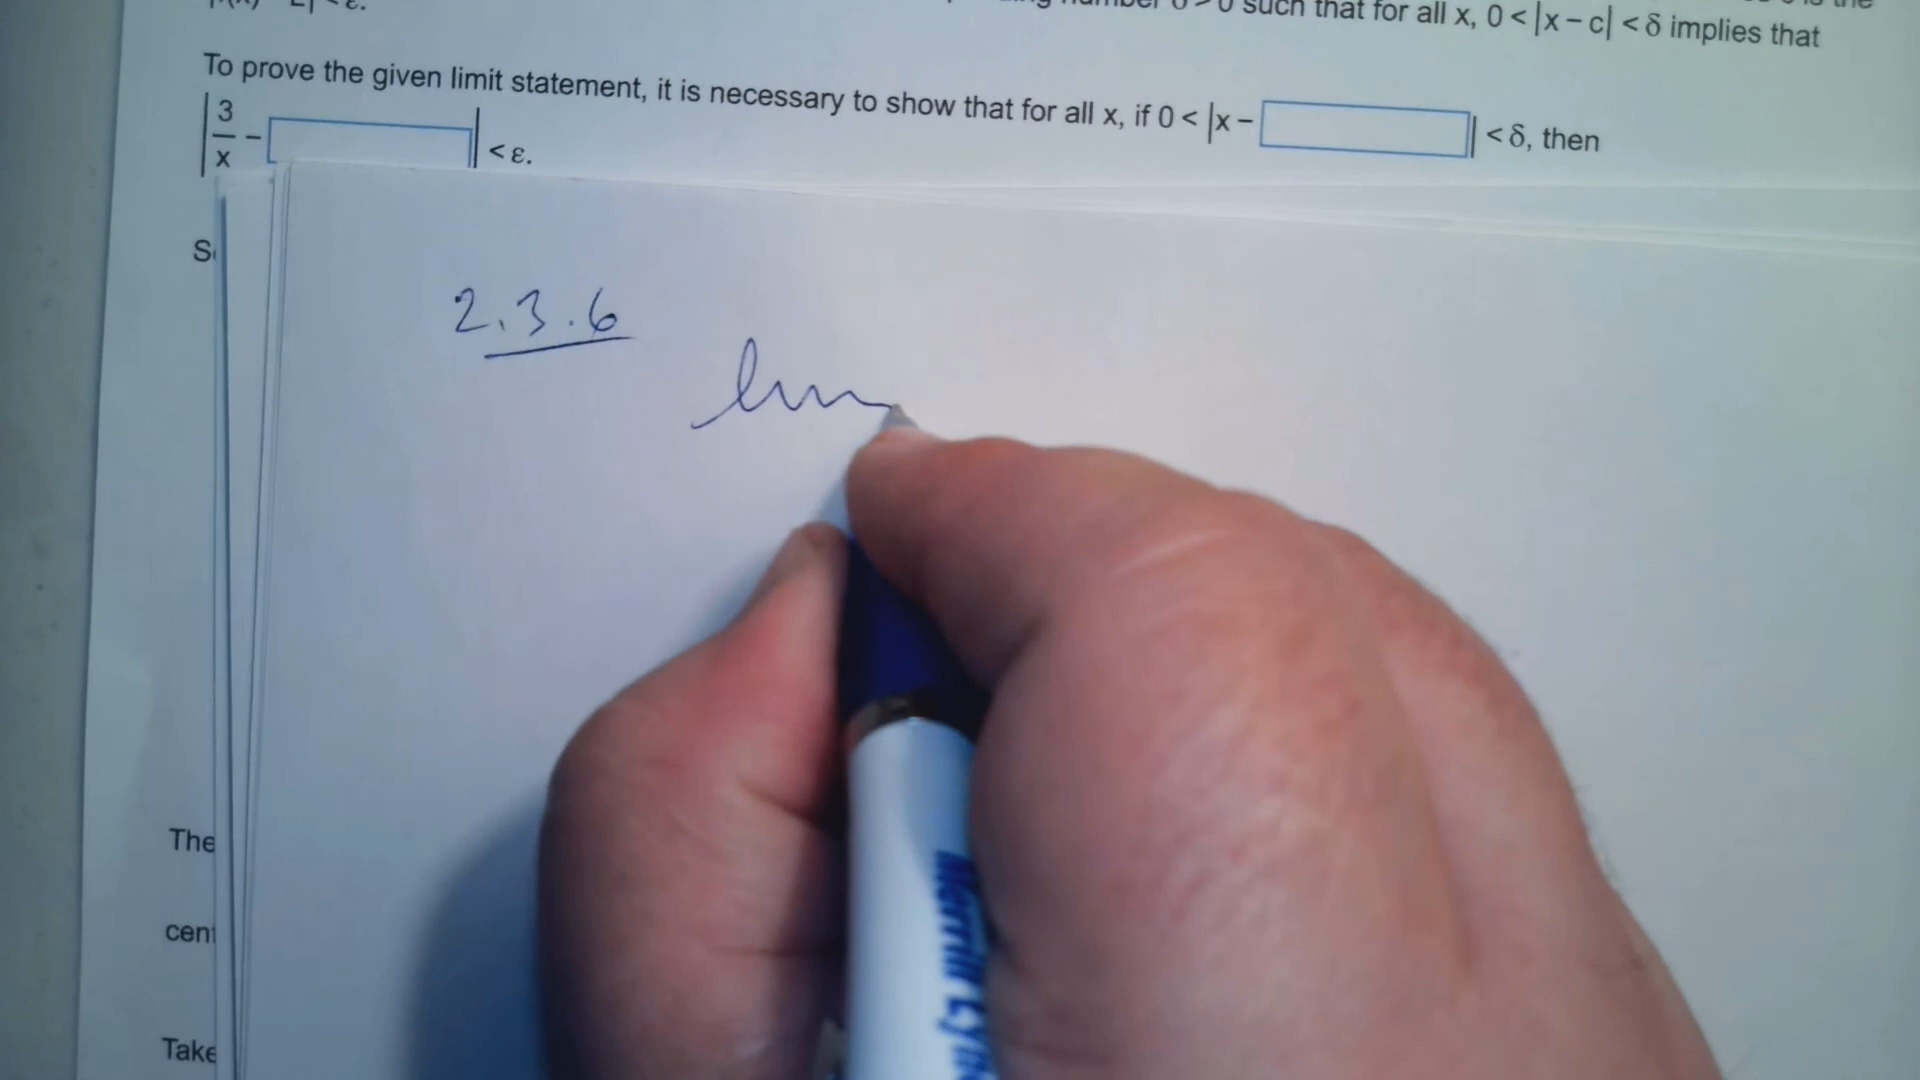 such that for all x, 0 < |x − c| < δ implies that
To prove the given limit statement, it is necessary to show that for all x, if 0 < |x − | < δ, then
|3/x − | < ε.
2.3.6
lim
The
Take
Merrill